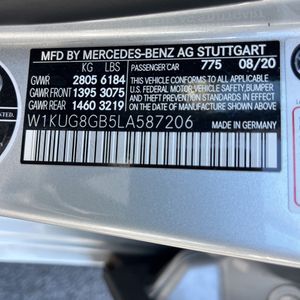 MFD BY MERCEDES-BENZ AG STUTTGART
KG LBS PASSENGER CAR 775 08/20
GVWR 2805 6184 THIS VEHICLE CONFORMS TO ALL APPLICABLE
GAWR FRONT 1395 3075 U.S. FEDERAL MOTOR VEHICLE SAFETY, BUMPER
GAWR REAR 1460 3219 AND THEFT PREVENTION STANDARDS IN EFFECT
ON THE DATE OF MANUFACTURE SHOWN ABOVE.
W1KUG8GB5LA587206
MADE IN GERMANY